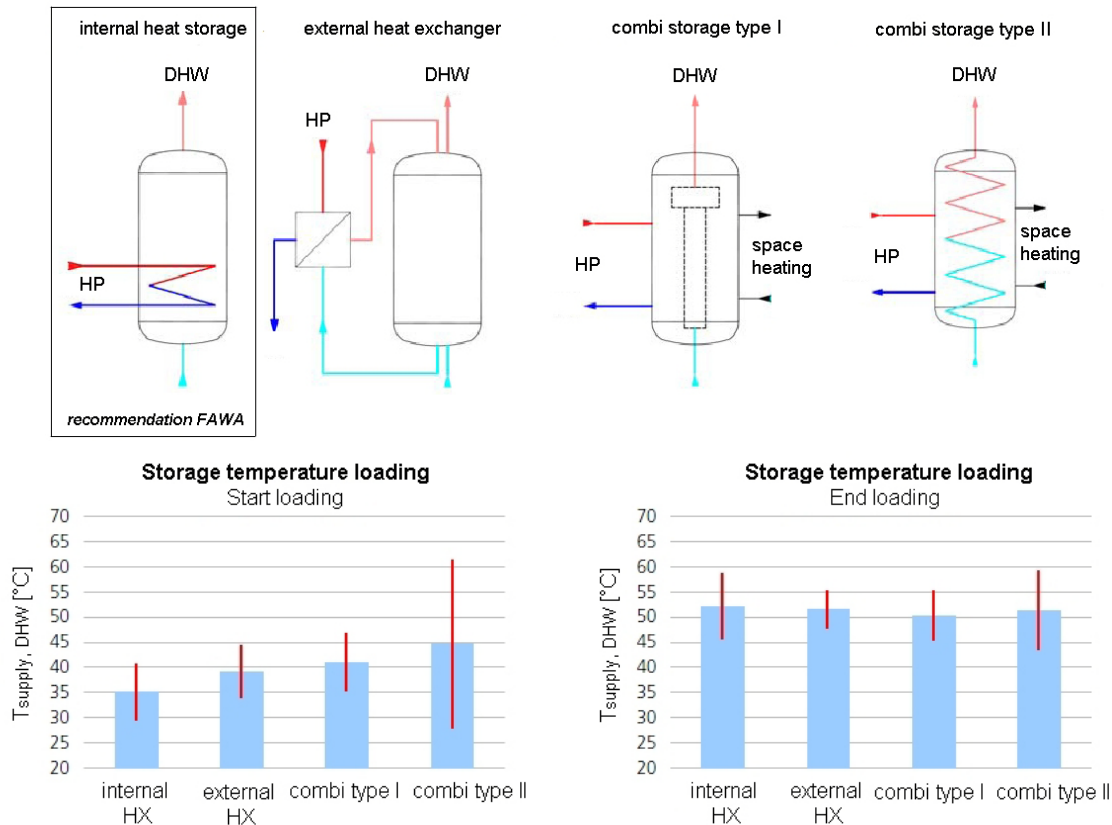 internal heat storage
external heat exchanger
combi storage type I
combi storage type II
DHW
DHW
DHW
DHW
HP
HP
HP
HP
space
heating
space
heating
recommendation FAWA
Storage temperature loading
Start loading
70
65
60
55
50
45
40
35
30
25
20
Tsupply, DHW [°C]
internal
HX
external
HX
combi type I
combi type II
Storage temperature loading
End loading
70
65
60
55
50
45
40
35
30
25
20
Tsupply, DHW [°C]
internal
HX
external
HX
combi type I
combi type II